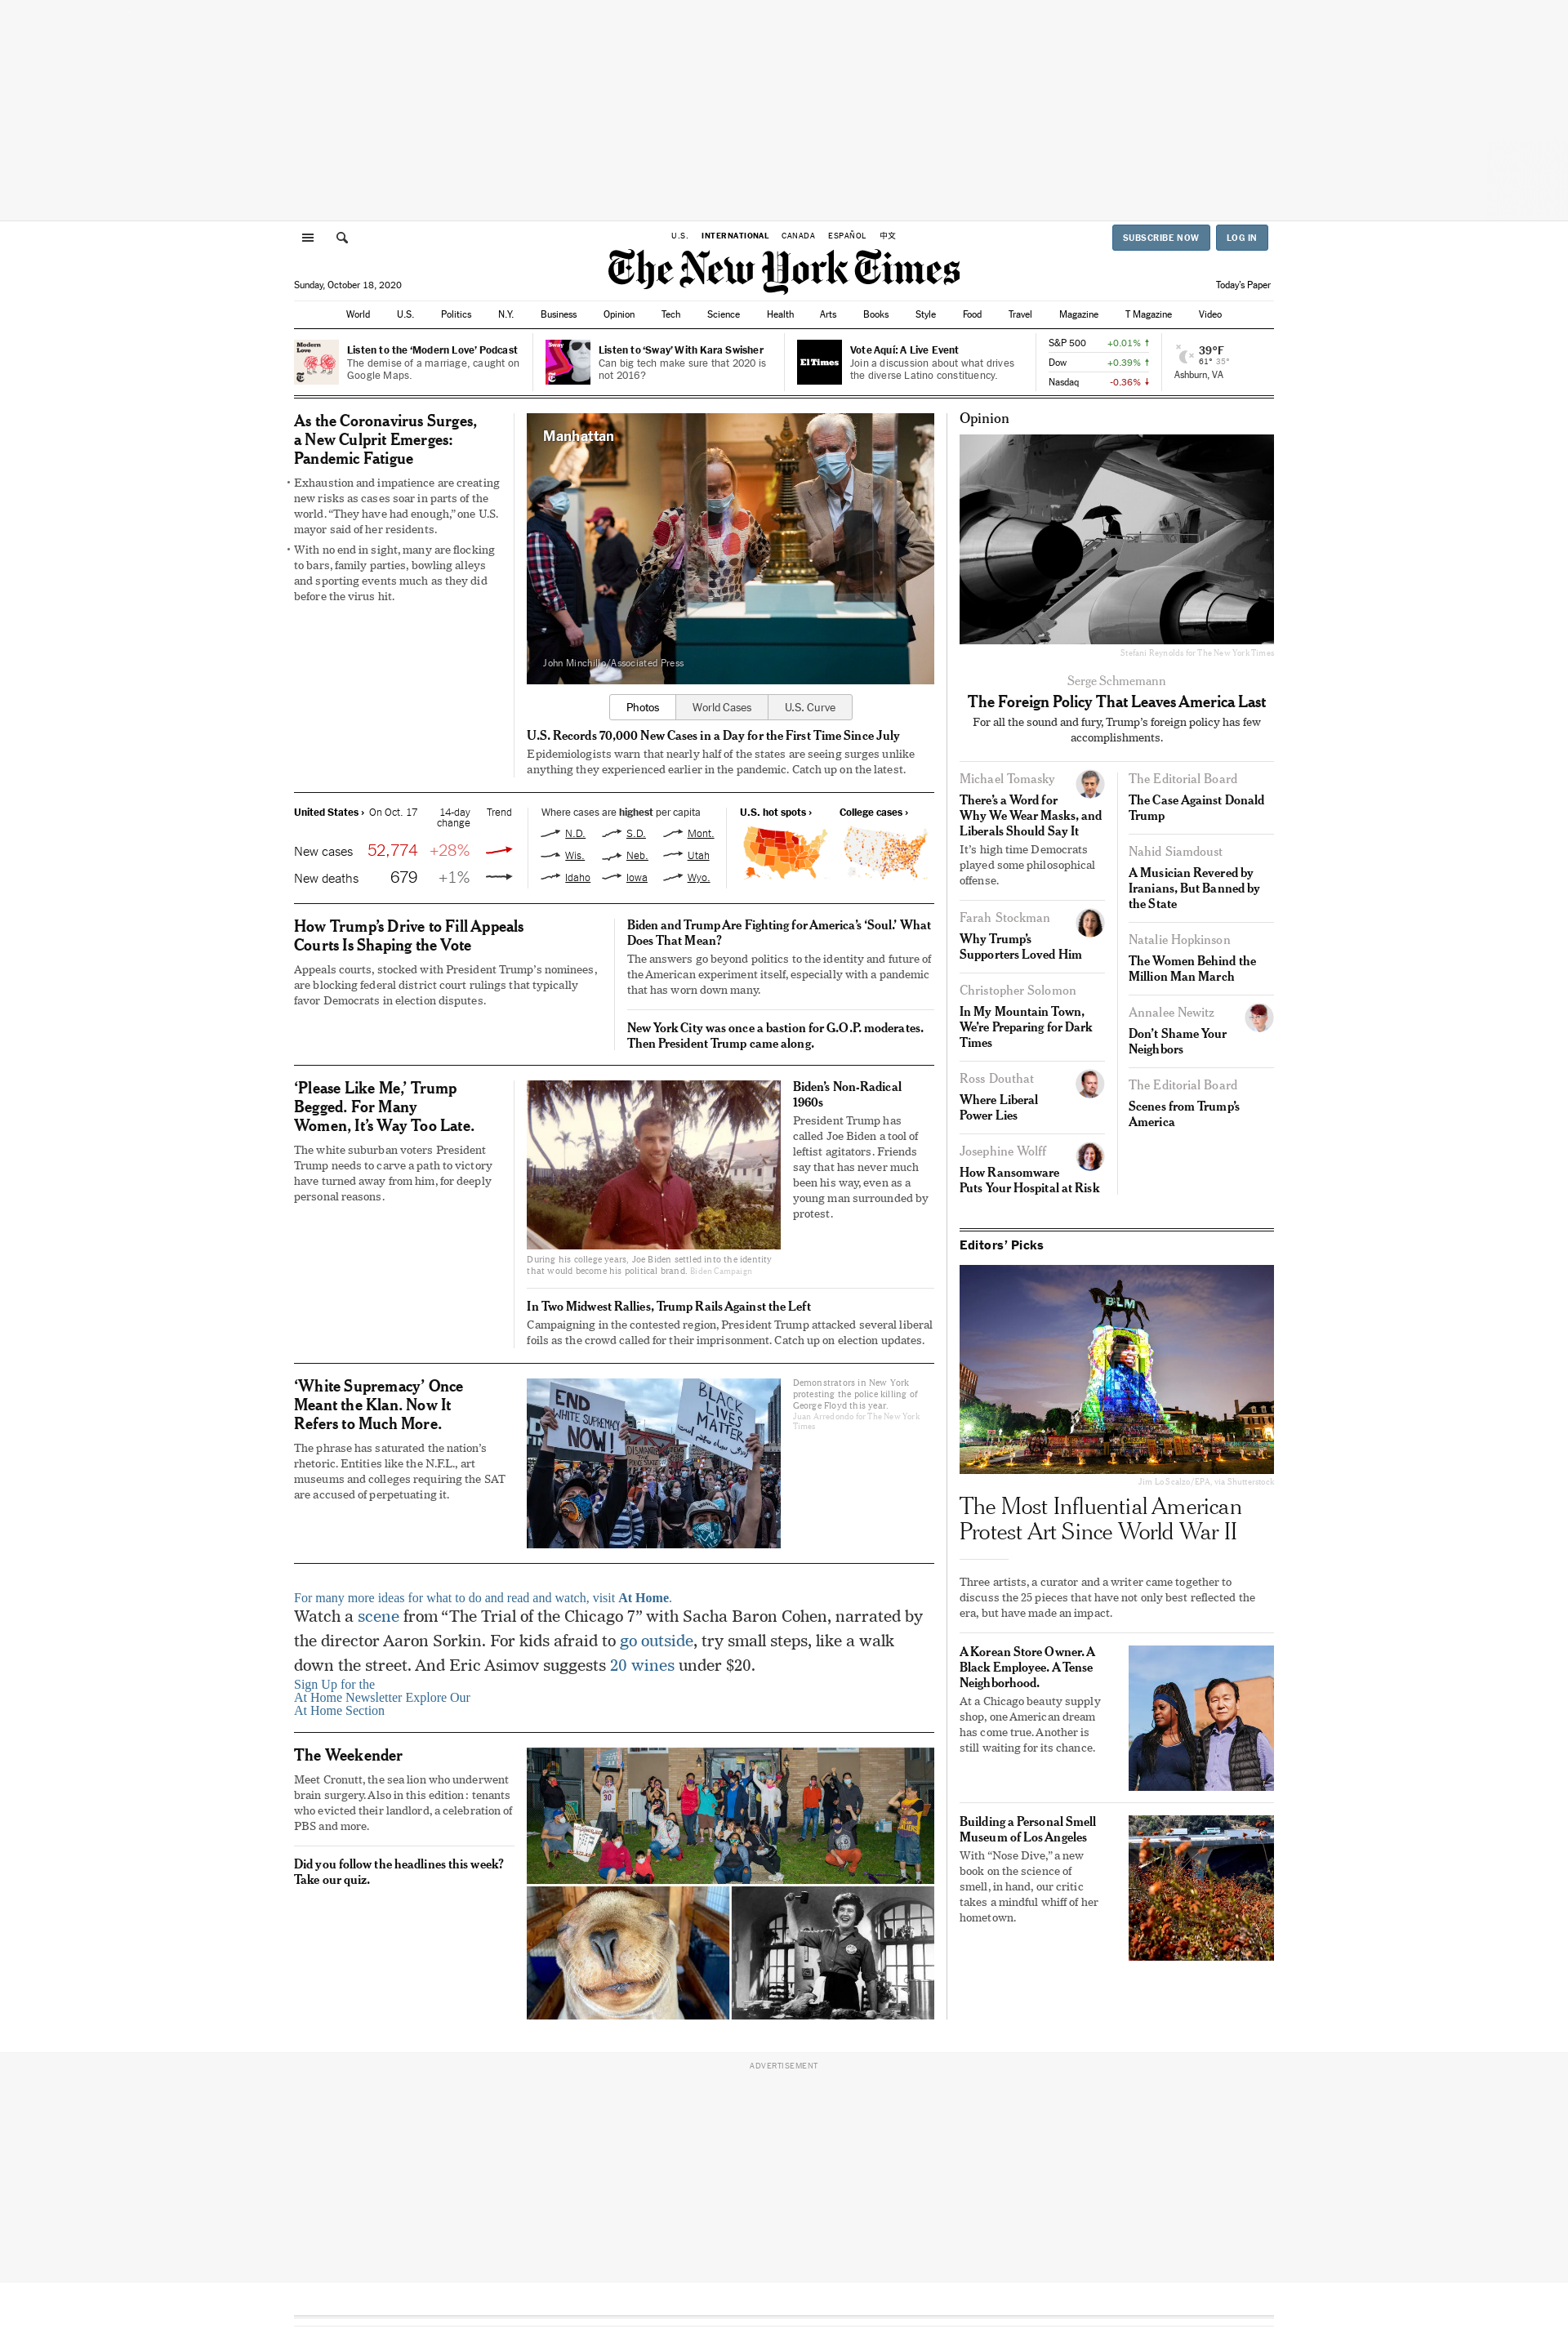 U.S. INTERNATIONAL CANADA ESPAÑOL 中文
SUBSCRIBE NOW LOG IN
The New York Times
Sunday, October 18, 2020
Today's Paper
World U.S. Politics N.Y. Business Opinion Tech Science Health Arts Books Style Food Travel Magazine T Magazine Video
Modern
Love
Listen to the ‘Modern Love’ Podcast
The demise of a marriage, caught on
Google Maps.
Sway
Listen to ‘Sway’ With Kara Swisher
Can big tech make sure that 2020 is
not 2016?
El Times
Vote Aquí: A Live Event
Join a discussion about what drives
the diverse Latino constituency.
S&P 500 +0.01%
Dow +0.39%
Nasdaq -0.36%
39°F
61° 35°
Ashburn, VA
As the Coronavirus Surges,
a New Culprit Emerges:
Pandemic Fatigue
• Exhaustion and impatience are creating
new risks as cases soar in parts of the
world. “They have had enough,” one U.S.
mayor said of her residents.
• With no end in sight, many are flocking
to bars, family parties, bowling alleys
and sporting events much as they did
before the virus hit.
Manhattan
John Minchillo/Associated Press
Photos World Cases U.S. Curve
U.S. Records 70,000 New Cases in a Day for the First Time Since July
Epidemiologists warn that nearly half of the states are seeing surges unlike
anything they experienced earlier in the pandemic. Catch up on the latest.
United States › On Oct. 17 14-day
change Trend
New cases 52,774 +28%
New deaths 679 +1%
Where cases are highest per capita
N.D. S.D. Mont.
Wis. Neb. Utah
Idaho Iowa Wyo.
U.S. hot spots › College cases ›
How Trump’s Drive to Fill Appeals
Courts Is Shaping the Vote
Appeals courts, stocked with President Trump’s nominees,
are blocking federal district court rulings that typically
favor Democrats in election disputes.
Biden and Trump Are Fighting for America’s ‘Soul.’ What
Does That Mean?
The answers go beyond politics to the identity and future of
the American experiment itself, especially with a pandemic
that has worn down many.
New York City was once a bastion for G.O.P. moderates.
Then President Trump came along.
‘Please Like Me,’ Trump
Begged. For Many
Women, It’s Way Too Late.
The white suburban voters President
Trump needs to carve a path to victory
have turned away from him, for deeply
personal reasons.
During his college years, Joe Biden settled into the identity
that would become his political brand. Biden Campaign
Biden’s Non-Radical
1960s
President Trump has
called Joe Biden a tool of
leftist agitators. Friends
say that has never much
been his way, even as a
young man surrounded by
protest.
In Two Midwest Rallies, Trump Rails Against the Left
Campaigning in the contested region, President Trump attacked several liberal
foils as the crowd called for their imprisonment. Catch up on election updates.
‘White Supremacy’ Once
Meant the Klan. Now It
Refers to Much More.
The phrase has saturated the nation’s
rhetoric. Entities like the N.F.L., art
museums and colleges requiring the SAT
are accused of perpetuating it.
END
WHITE SUPREMACY
NOW!
BLACK
LIVES
MATTER
Demonstrators in New York
protesting the police killing of
George Floyd this year.
Juan Arredondo for The New York
Times
For many more ideas for what to do and read and watch, visit At Home.
Watch a scene from “The Trial of the Chicago 7” with Sacha Baron Cohen, narrated by
the director Aaron Sorkin. For kids afraid to go outside, try small steps, like a walk
down the street. And Eric Asimov suggests 20 wines under $20.
Sign Up for the
At Home Newsletter Explore Our
At Home Section
The Weekender
Meet Cronutt, the sea lion who underwent
brain surgery. Also in this edition: tenants
who evicted their landlord, a celebration of
PBS and more.
Did you follow the headlines this week?
Take our quiz.
30
Opinion
Stefani Reynolds for The New York Times
Serge Schmemann
The Foreign Policy That Leaves America Last
For all the sound and fury, Trump’s foreign policy has few
accomplishments.
Michael Tomasky
There’s a Word for
Why We Wear Masks, and
Liberals Should Say It
It’s high time Democrats
played some philosophical
offense.
Farah Stockman
Why Trump’s
Supporters Loved Him
Christopher Solomon
In My Mountain Town,
We’re Preparing for Dark
Times
Ross Douthat
Where Liberal
Power Lies
Josephine Wolff
How Ransomware
Puts Your Hospital at Risk
The Editorial Board
The Case Against Donald
Trump
Nahid Siamdoust
A Musician Revered by
Iranians, But Banned by
the State
Natalie Hopkinson
The Women Behind the
Million Man March
Annalee Newitz
Don’t Shame Your
Neighbors
The Editorial Board
Scenes from Trump’s
America
Editors’ Picks
BLM
Jim Lo Scalzo/EPA, via Shutterstock
The Most Influential American
Protest Art Since World War II
Three artists, a curator and a writer came together to
discuss the 25 pieces that have not only best reflected the
era, but have made an impact.
A Korean Store Owner. A
Black Employee. A Tense
Neighborhood.
At a Chicago beauty supply
shop, one American dream
has come true. Another is
still waiting for its chance.
Building a Personal Smell
Museum of Los Angeles
With “Nose Dive,” a new
book on the science of
smell, in hand, our critic
takes a mindful whiff of her
hometown.
ADVERTISEMENT